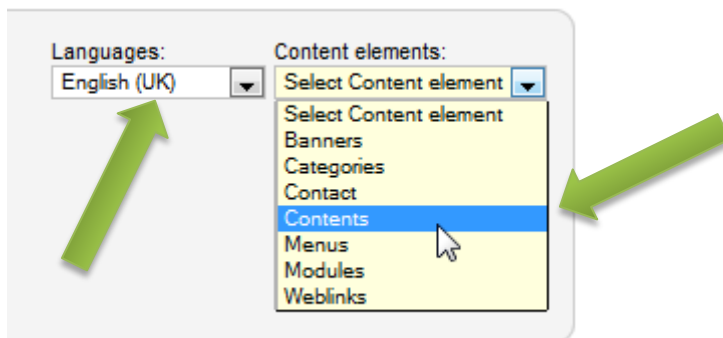 Languages: Content elements:
English (UK) Select Content element
Select Content element
Banners
Categories
Contact
Contents
Menus
Modules
Weblinks